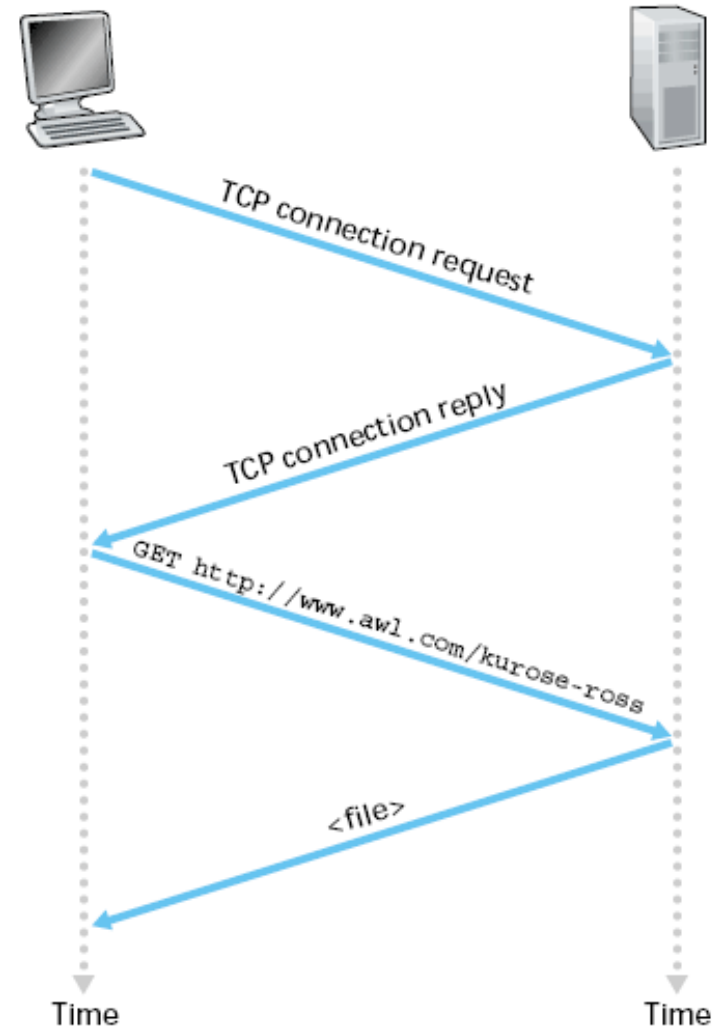 TCP connection request
TCP connection reply
GET http://www.awl.com/kurose-ross
<file>
Time
Time